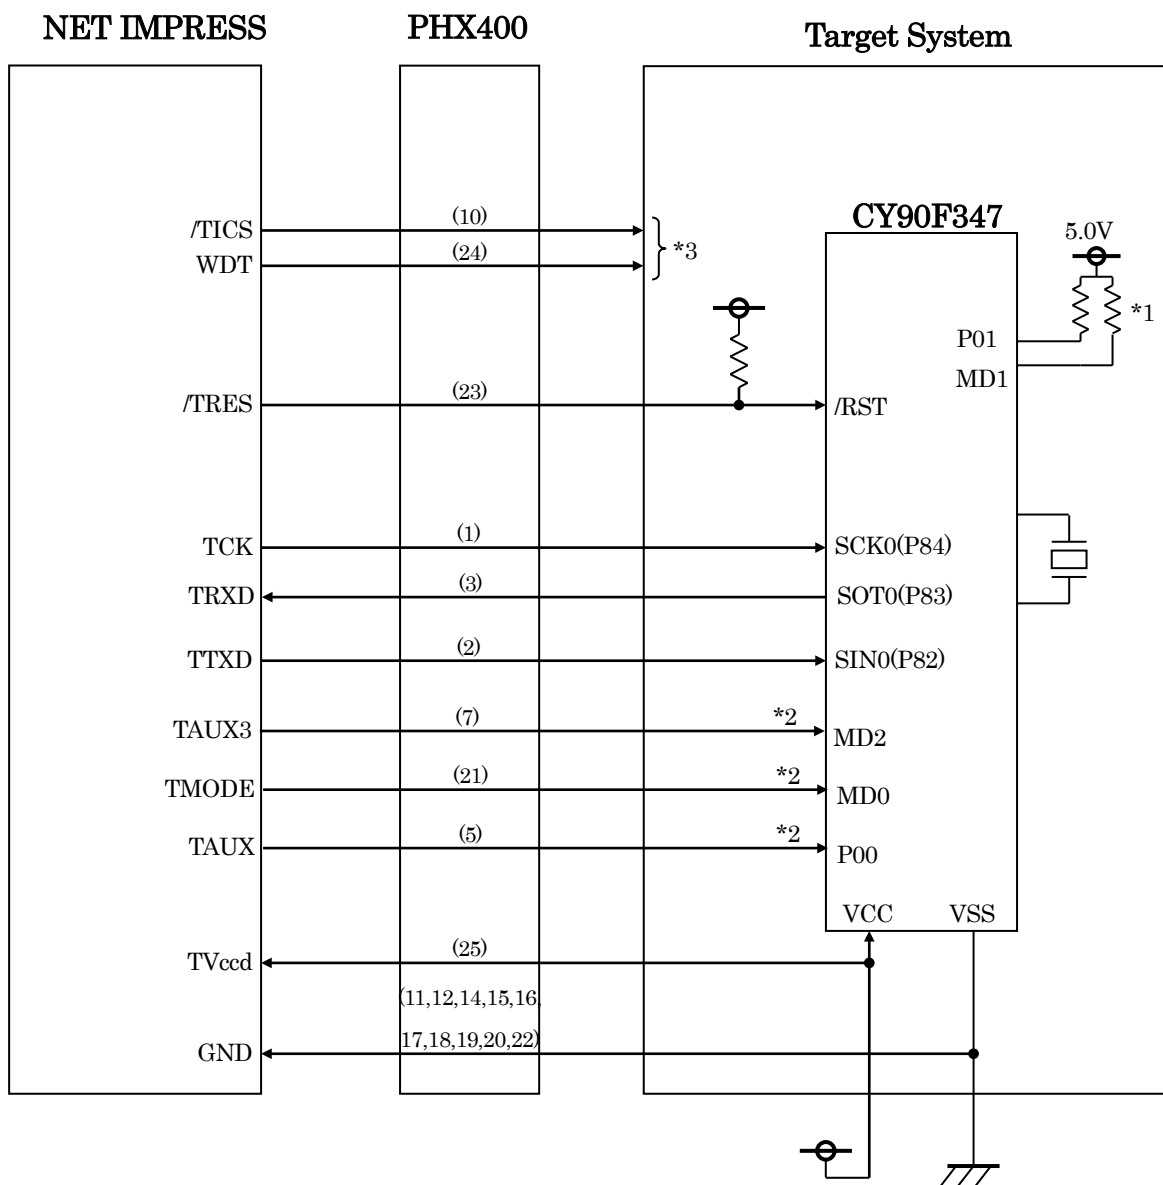 NET IMPRESS PHX400 Target System
CY90F347
/TICS (10)
WDT (24) *3
5.0V
*1
P01
MD1
/TRES (23) /RST
TCK (1) SCK0(P84)
TRXD (3) SOT0(P83)
TTXD (2) SIN0(P82)
TAUX3 (7) *2 MD2
TMODE (21) *2 MD0
TAUX (5) *2 P00
VCC VSS
TVccd (25)
(11,12,14,15,16,
17,18,19,20,22)
GND